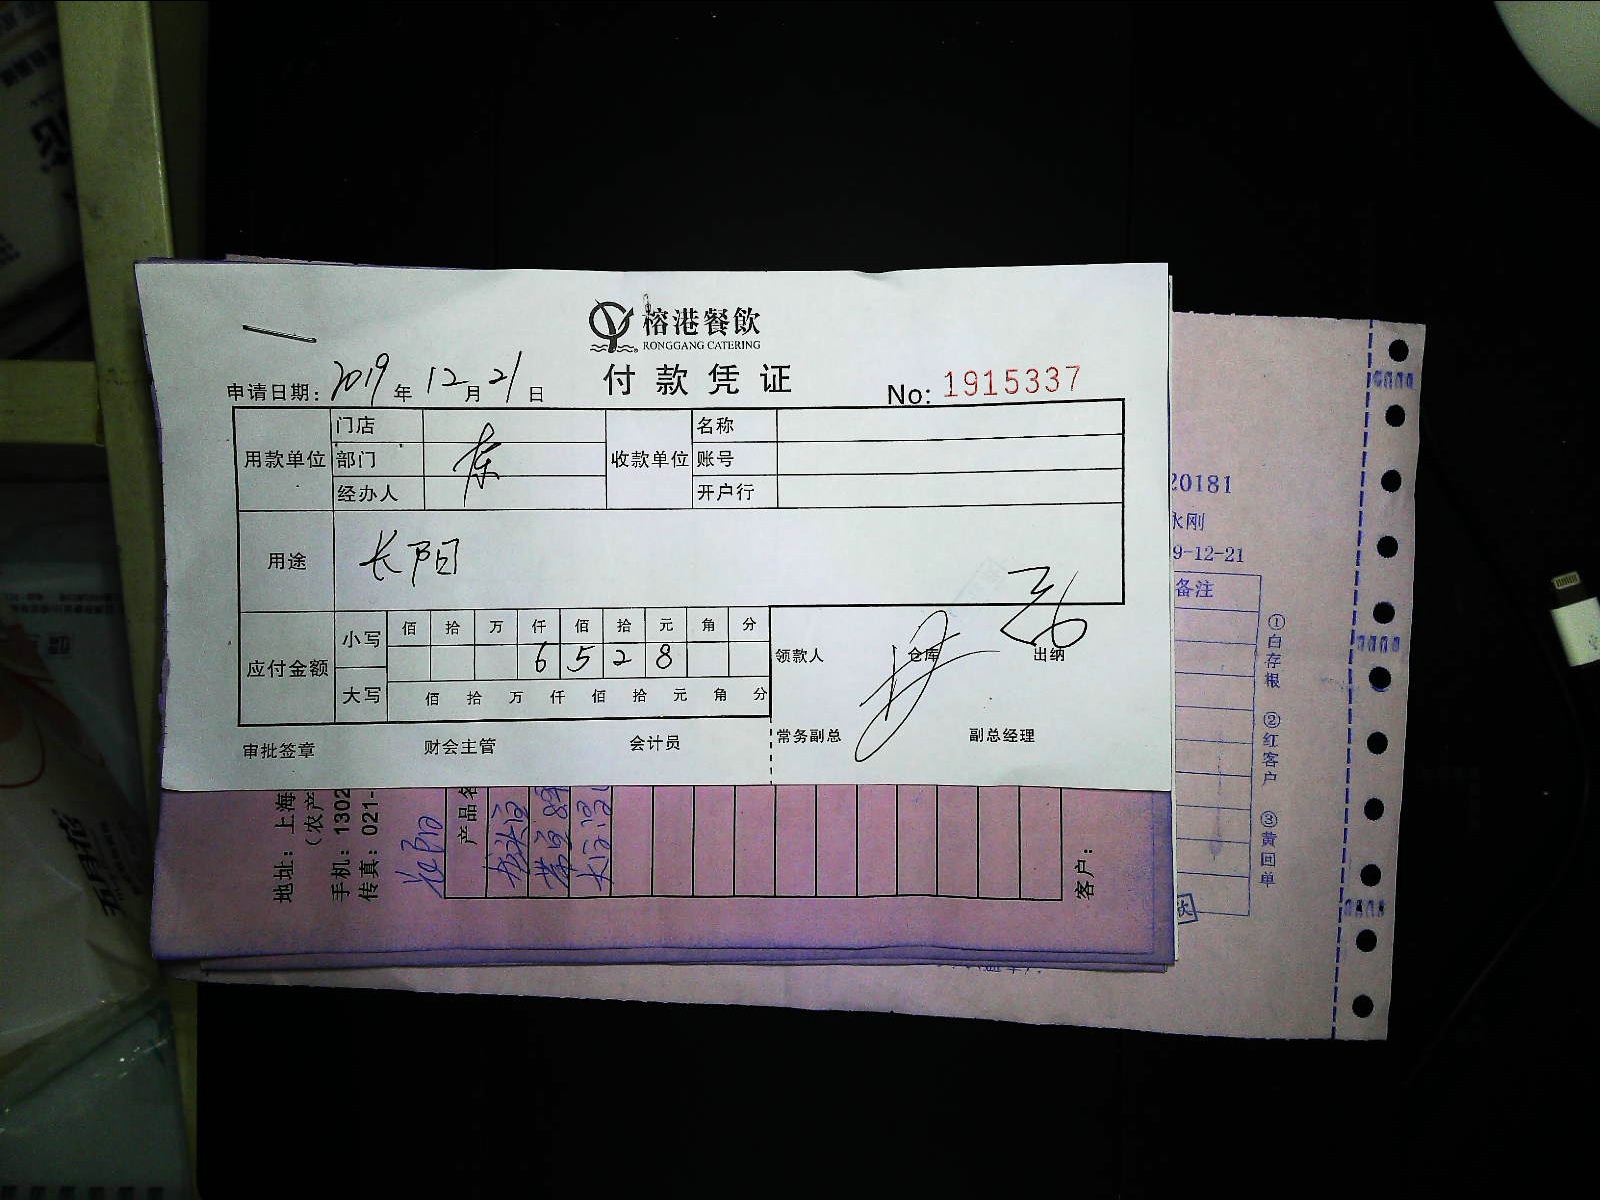 榕港餐飲
RONGGANG CATERING
付款凭证
申请日期: 2019 年 12 月 21 日
No: 1915337
用款单位 门店 收款单位 名称
部门 账号
经办人 开户行
用途 长阳
应付金额 小写 佰 拾 万 仟 佰 拾 元 角 分
6 5 2 8
大写 佰 拾 万 仟 佰 拾 元 角 分
领款人 仓库 出纳
常务副总 副总经理
审批签章 财会主管 会计员
地址：上海
（农产
手机：1302
传真：021-
长阳
产品名
客户：
20181
永刚
9-12-21
备注
①白存根 ②红客户 ③黄回单